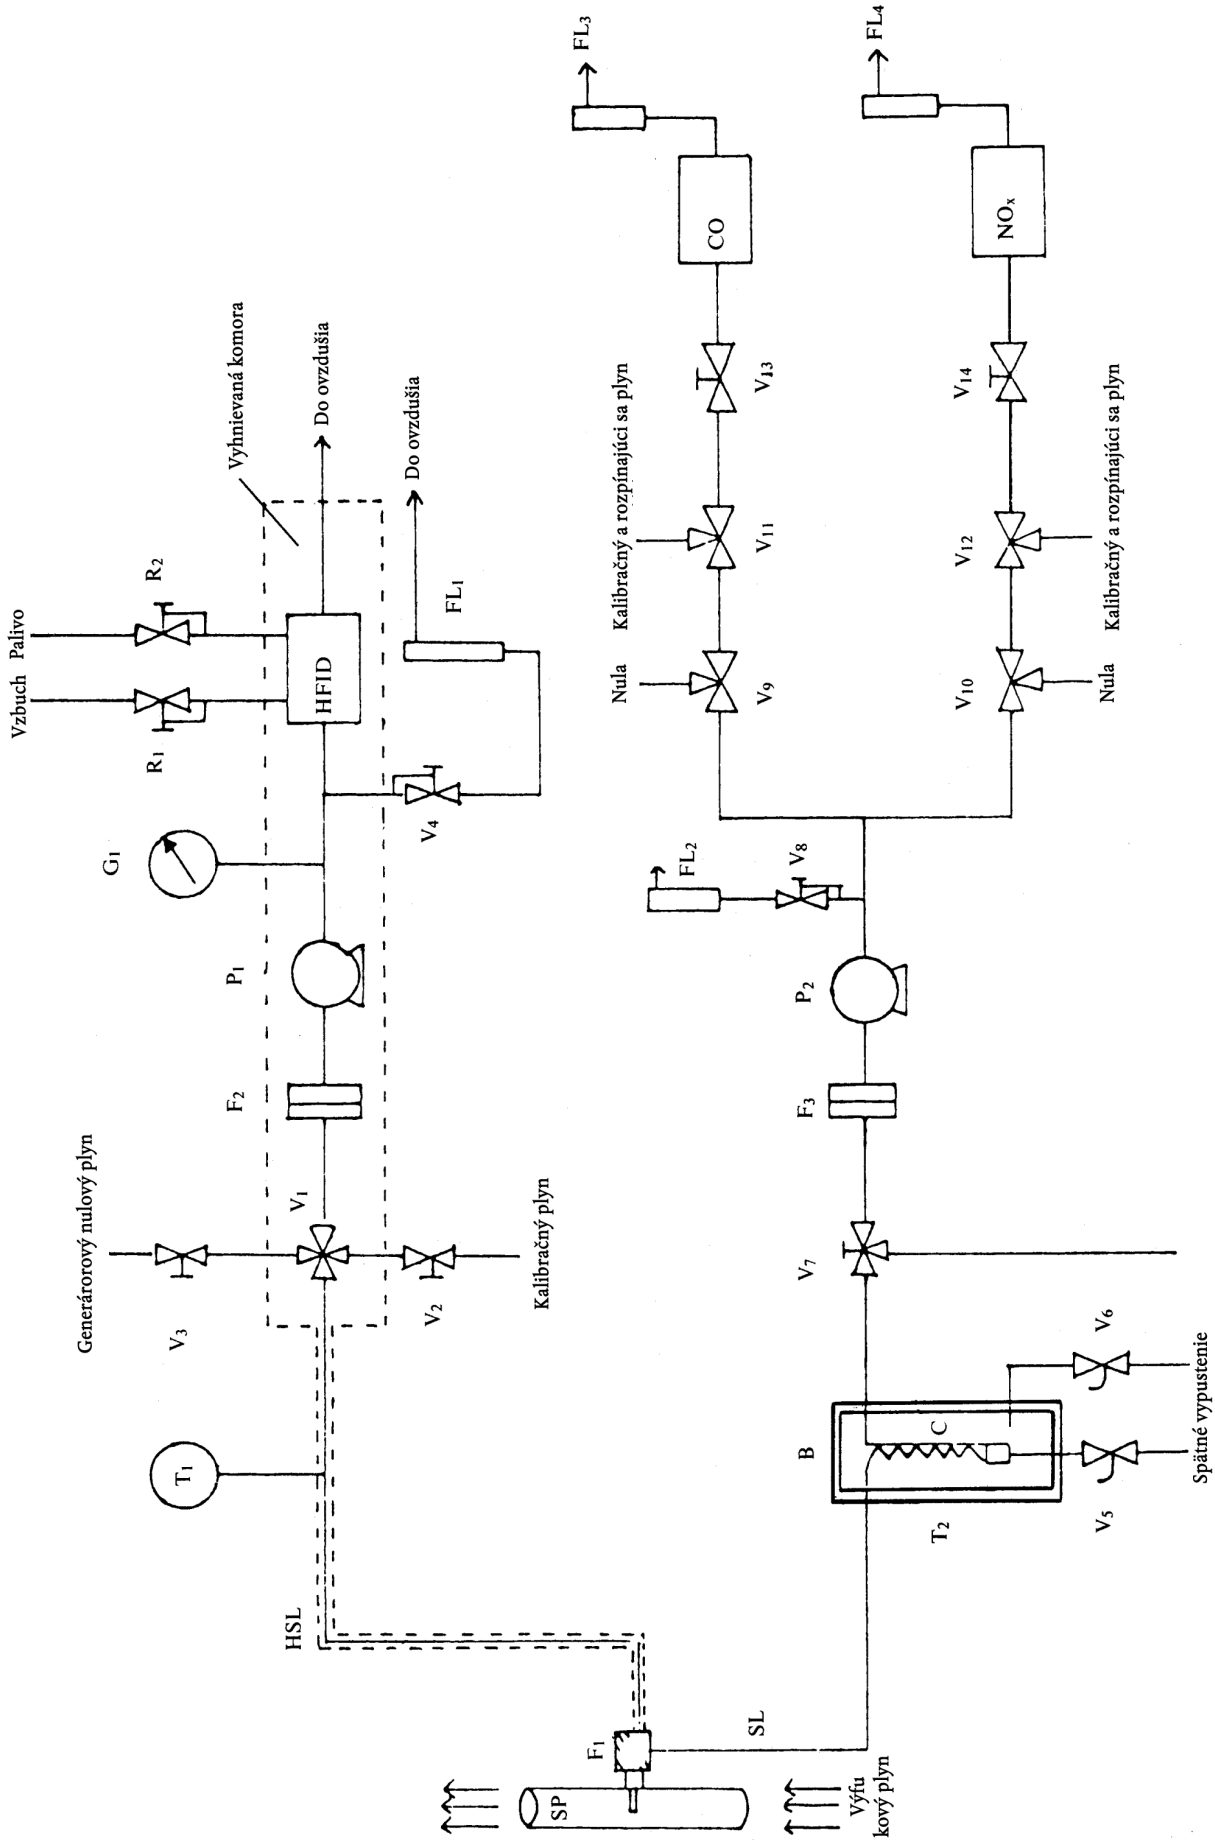 Vzbuch
Palivo
Generárorový nulový plyn
G1
R1
R2
V3
T1
F2
P1
Vyhnievaná komora
HSL
V1
HFID
Do ovzdušia
Do ovzdušia
V2
V4
FL1
Kalibračný plyn
SP
FL3
F1
Nula
Kalibračný a rozpínajúci sa plyn
FL2
CO
SL
V9
V11
V13
V8
B
V7
F3
P2
Výfu
kový plyn
FL4
T2
C
V10
V12
V14
NOx
V5
V6
Nula
Kalibračný a rozpínajúci sa plyn
Spätné vypustenie